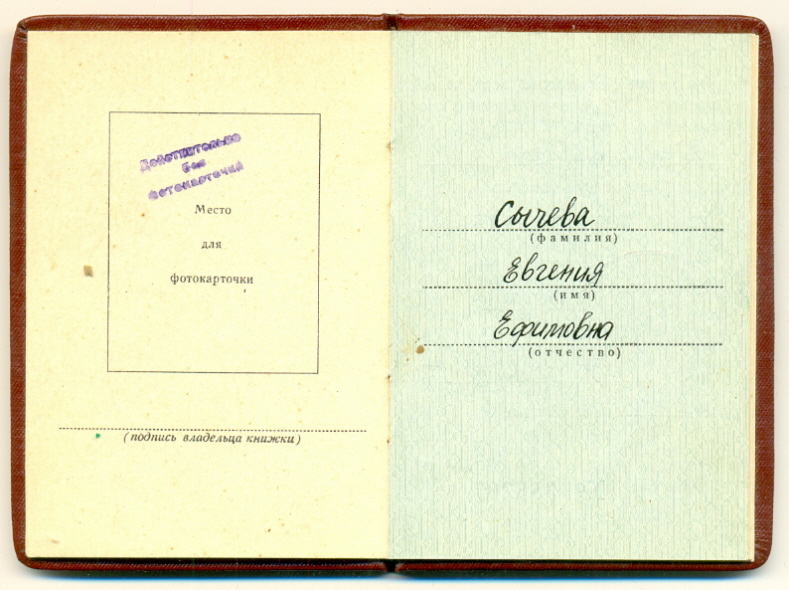 Действительно
без
фотокарточки
Место
для
фотокарточки
(подпись владельца книжки)
Сычева
(фамилия)
Евгения
(имя)
Ефимовна
(отчество)